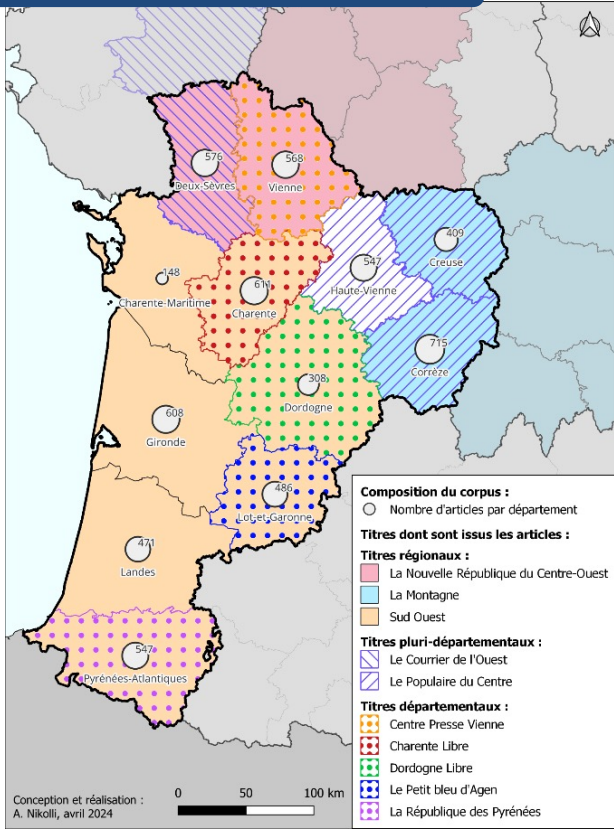 576
Deux-Sèvres
568
Vienne
409
Creuse
547
Haute-Vienne
148
Charente-Maritime
611
Charente
715
Corrèze
308
Dordogne
608
Gironde
486
Lot-et-Garonne
471
Landes
547
Pyrénées-Atlantiques
Composition du corpus :
Nombre d'articles par département
Titres dont sont issus les articles :
Titres régionaux :
La Nouvelle République du Centre-Ouest
La Montagne
Sud Ouest
Titres pluri-départementaux :
Le Courrier de l'Ouest
Le Populaire du Centre
Titres départementaux :
Centre Presse Vienne
Charente Libre
Dordogne Libre
Le Petit bleu d'Agen
La République des Pyrénées
Conception et réalisation :
A. Nikolli, avril 2024
0 50 100 km